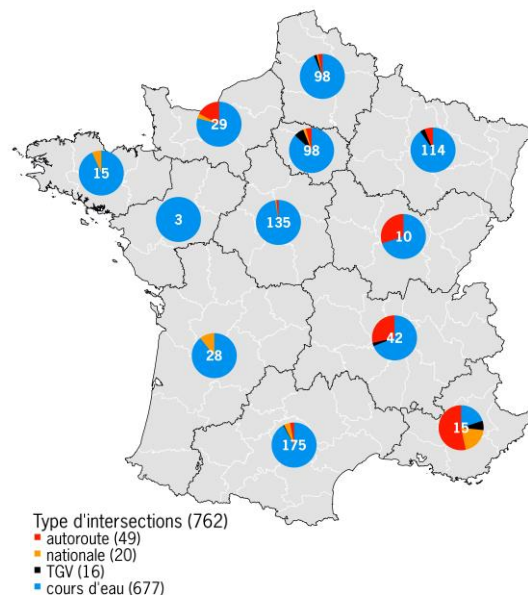 98
29
98
114
15
3
135
10
28
42
15
175
Type d'intersections (762)
autoroute (49)
nationale (20)
TGV (16)
cours d'eau (677)